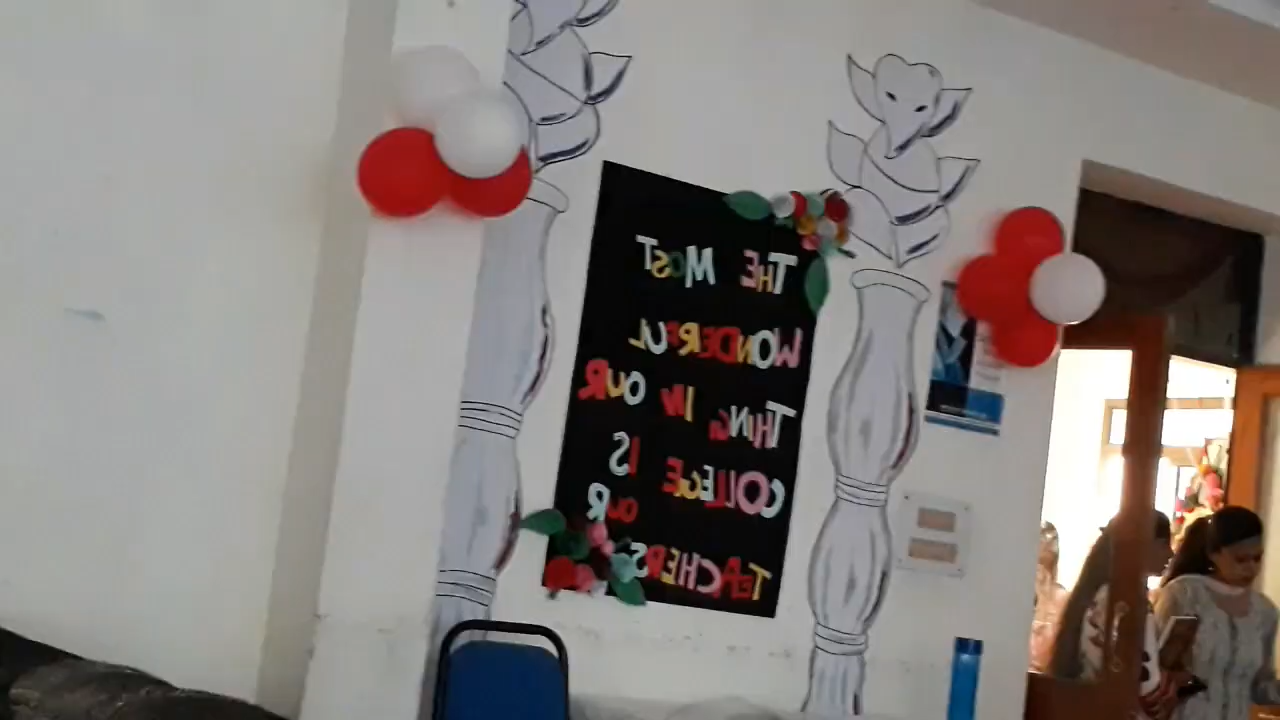 THE MOST
WONDERFUL
THING IN OUR
COLLEGE IS
OUR
TEACHERS